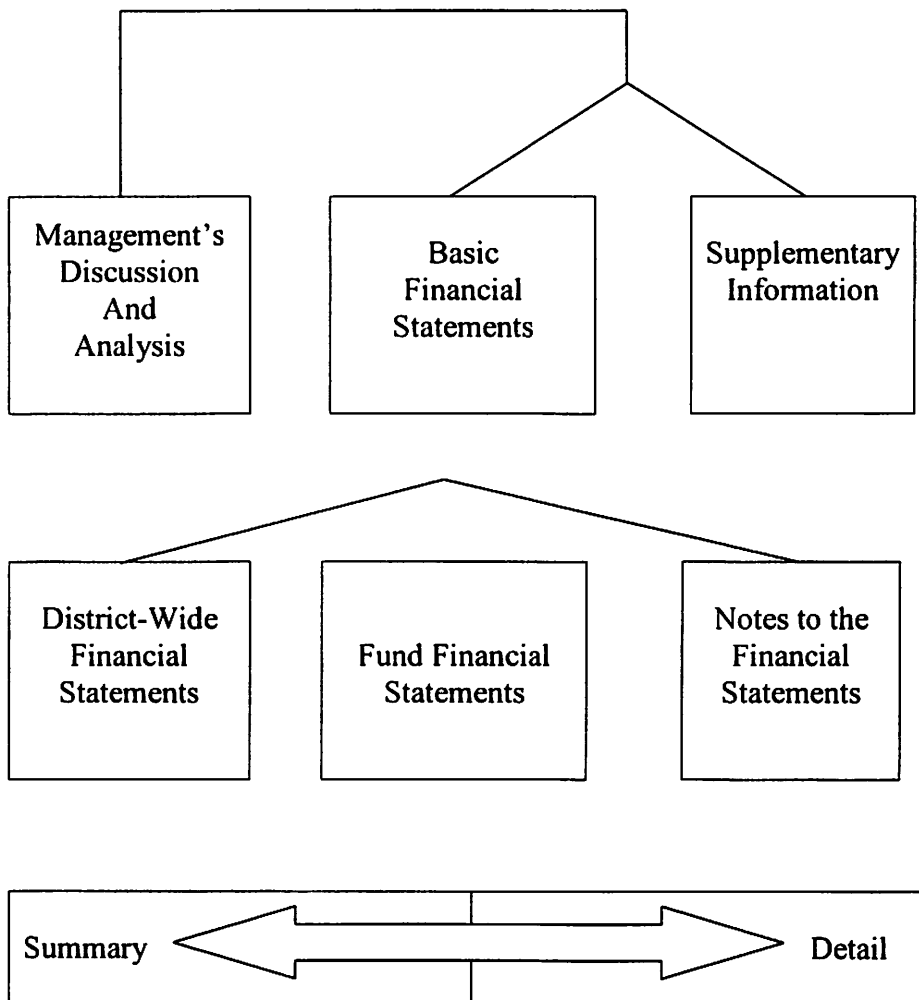 Management's
Discussion
And
Analysis
Basic
Financial
Statements
Supplementary
Information
District-Wide
Financial
Statements
Fund Financial
Statements
Notes to the
Financial
Statements
Summary
Detail